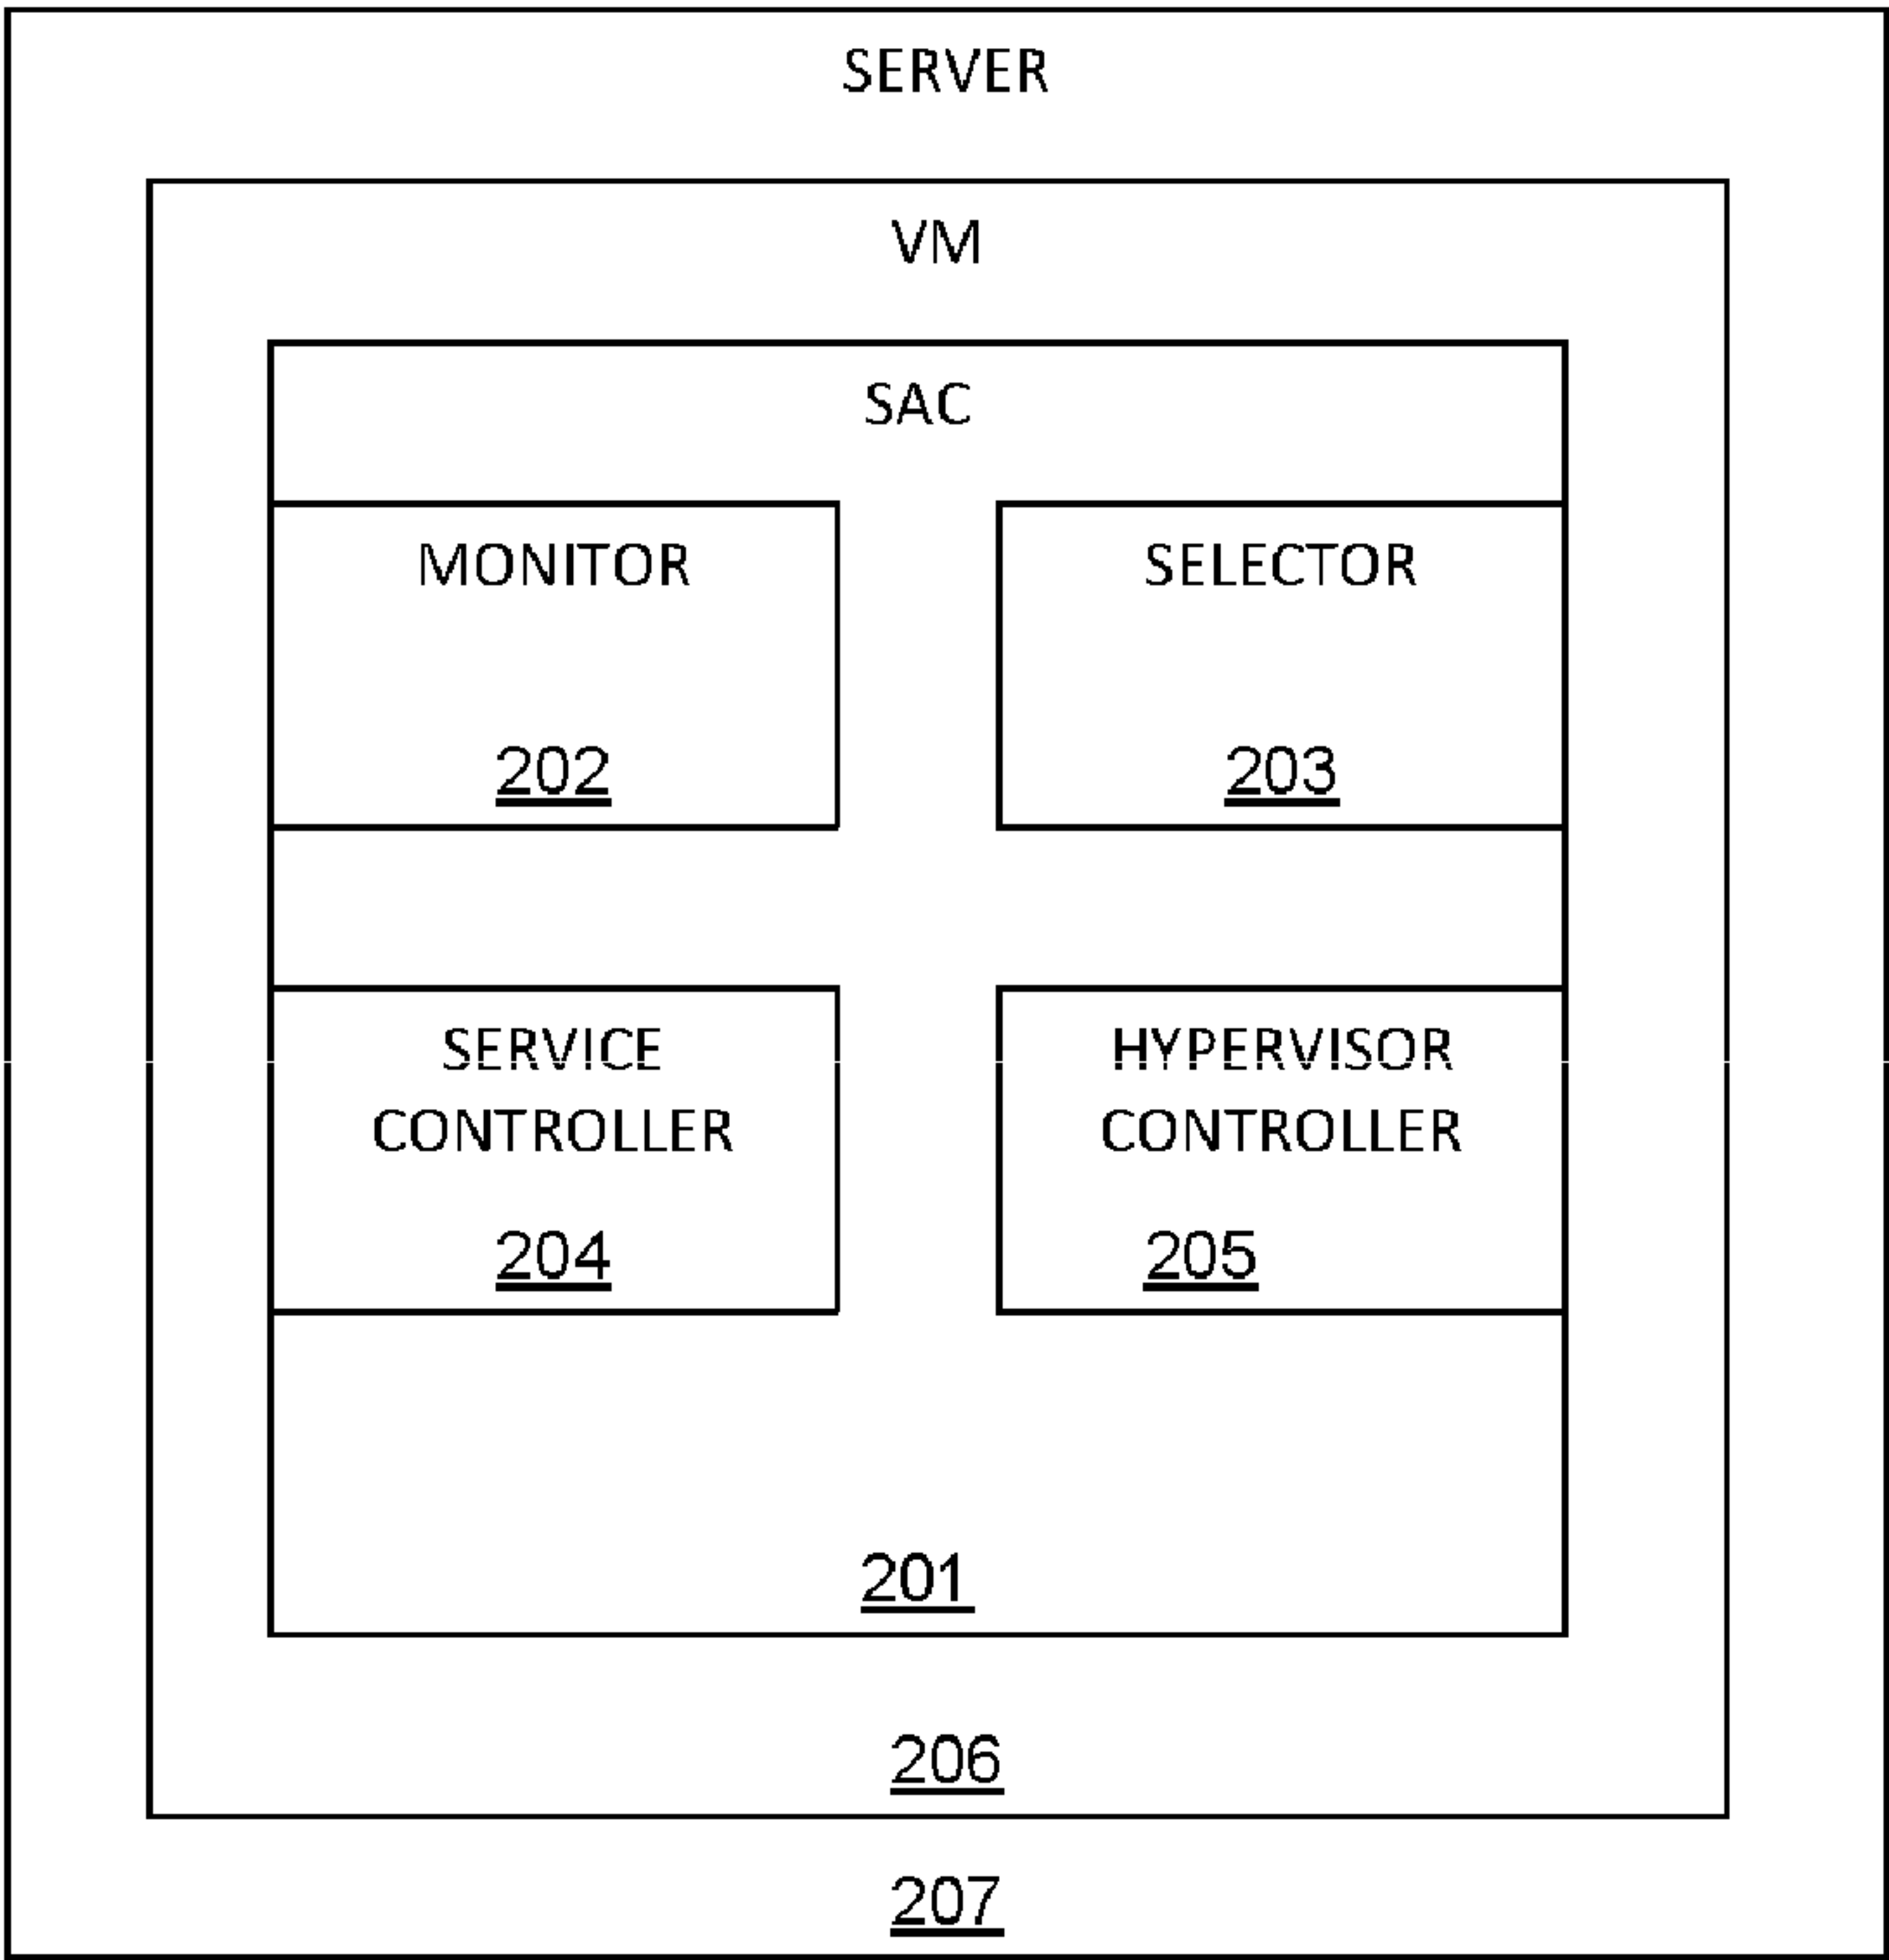 SERVER
VM
SAC
MONITOR
202
SELECTOR
203
SERVICE
CONTROLLER
204
HYPERVISOR
CONTROLLER
205
201
206
207